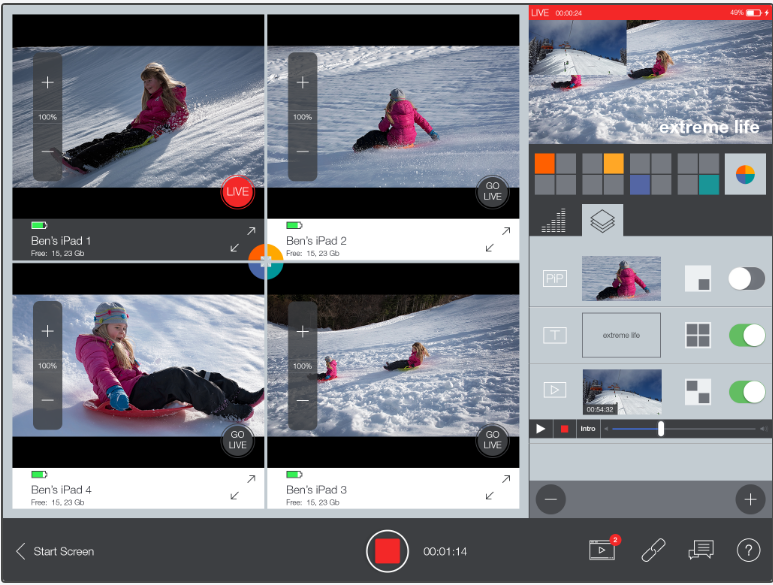 100%
LIVE
Ben's iPad 1
Free: 15, 23 Gb
100%
GO
LIVE
Ben's iPad 2
Free: 15, 23 Gb
100%
GO
LIVE
Ben's iPad 4
Free: 15, 23 Gb
100%
GO
LIVE
Ben's iPad 3
Free: 15, 23 Gb
LIVE 00:00:24 49%
extreme life
PiP
T
extreme life
00:54:32
Intro
Start Screen
00:01:14
2
?